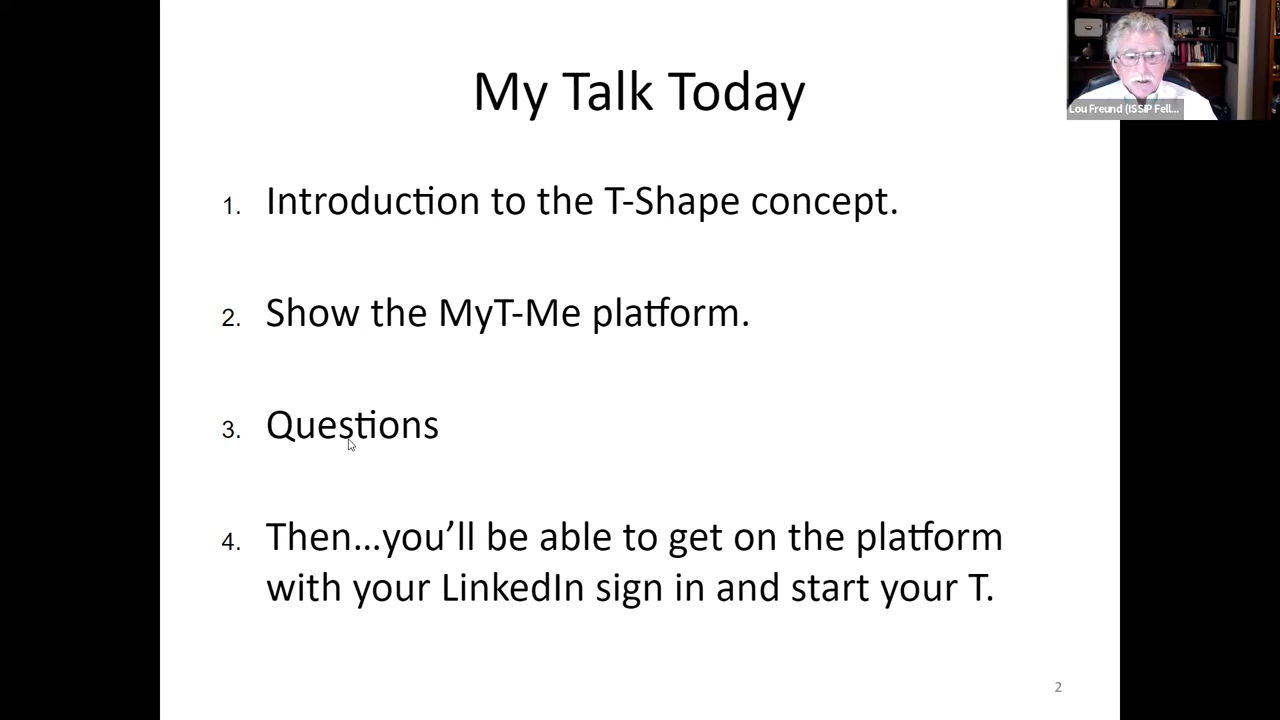 My Talk Today
Lou Freund (ISSIP Fell...
1. Introduction to the T-Shape concept.
2. Show the MyT-Me platform.
3. Questions
4. Then...you’ll be able to get on the platform
with your LinkedIn sign in and start your T.
2